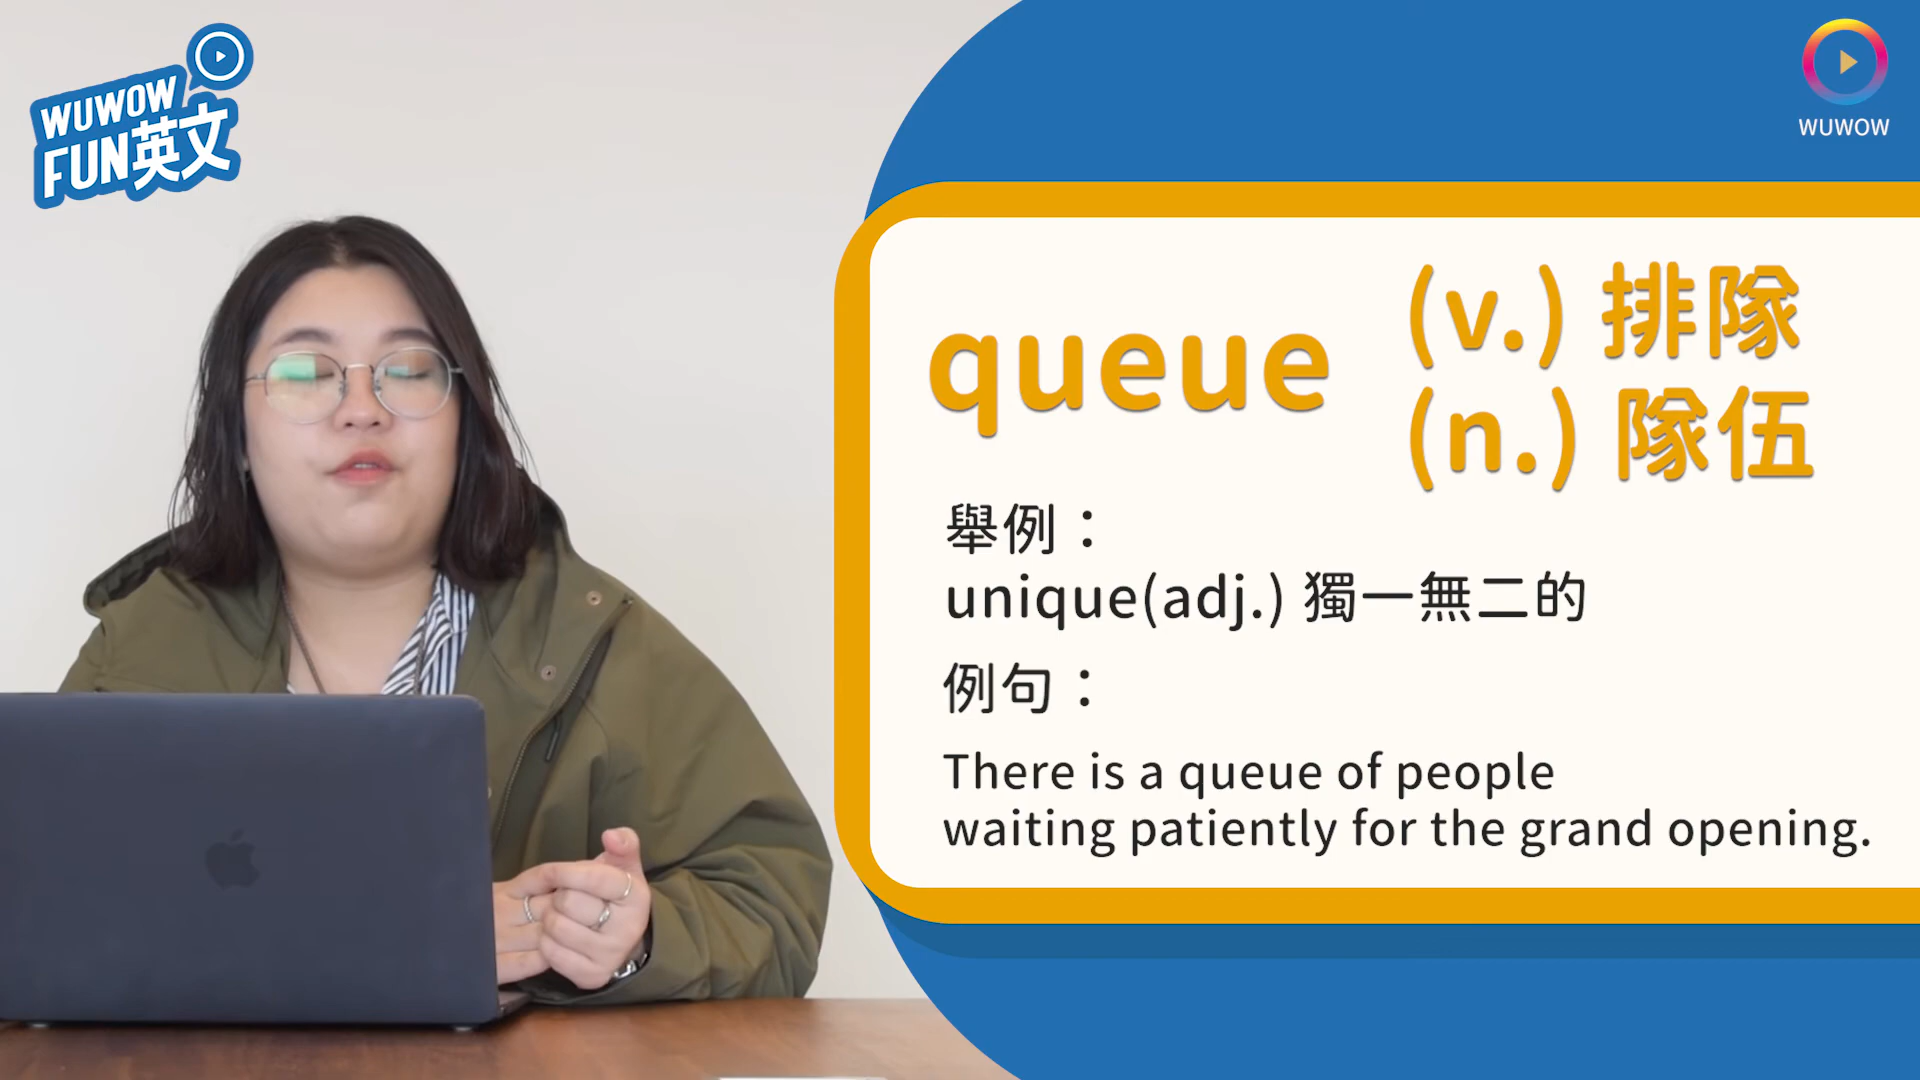 WUWOW
FUN英文
WUWOW
queue
(v.) 排隊
(n.) 隊伍
舉例：
unique(adj.) 獨一無二的
例句：
There is a queue of people
waiting patiently for the grand opening.